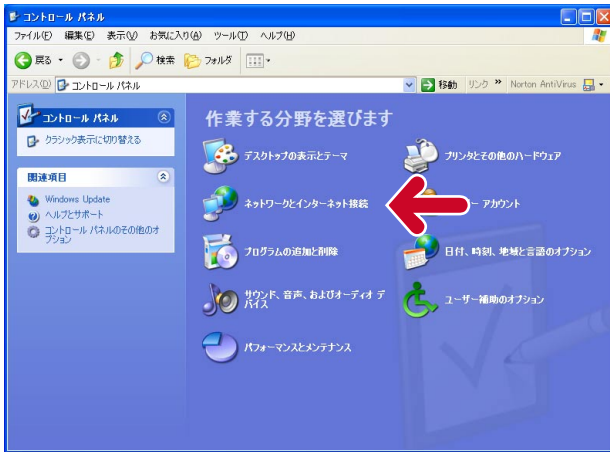 コントロール パネル
ファイル(F) 編集(E) 表示(V) お気に入り(A) ツール(T) ヘルプ(H)
戻る 検索 フォルダ
アドレス(D) コントロール パネル 移動 リンク » Norton AntiVirus
コントロール パネル
クラシック表示に切り替える
関連項目
Windows Update
ヘルプとサポート
コントロール パネルのその他のオ
プション
作業する分野を選びます
デスクトップの表示とテーマ
プリンタとその他のハードウェア
ネットワークとインターネット接続
アカウント
プログラムの追加と削除
日付、時刻、地域と言語のオプション
サウンド、音声、およびオーディオ デ
バイス
ユーザー補助のオプション
パフォーマンスとメンテナンス